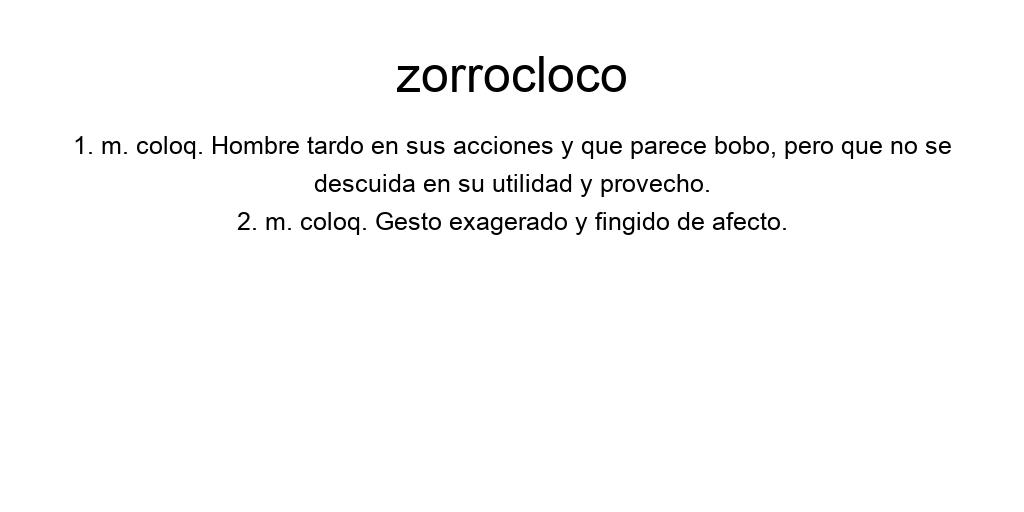 zorrocloco
1. m. coloq. Hombre tardo en sus acciones y que parece bobo, pero que no se
descuida en su utilidad y provecho.
2. m. coloq. Gesto exagerado y fingido de afecto.